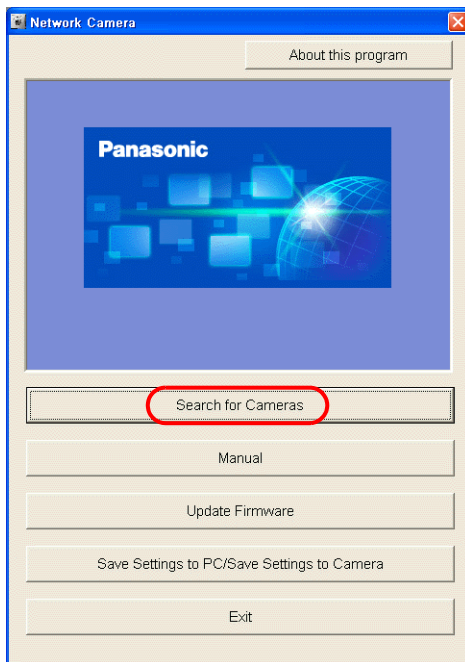 Network Camera
About this program
Panasonic
Search for Cameras
Manual
Update Firmware
Save Settings to PC/Save Settings to Camera
Exit